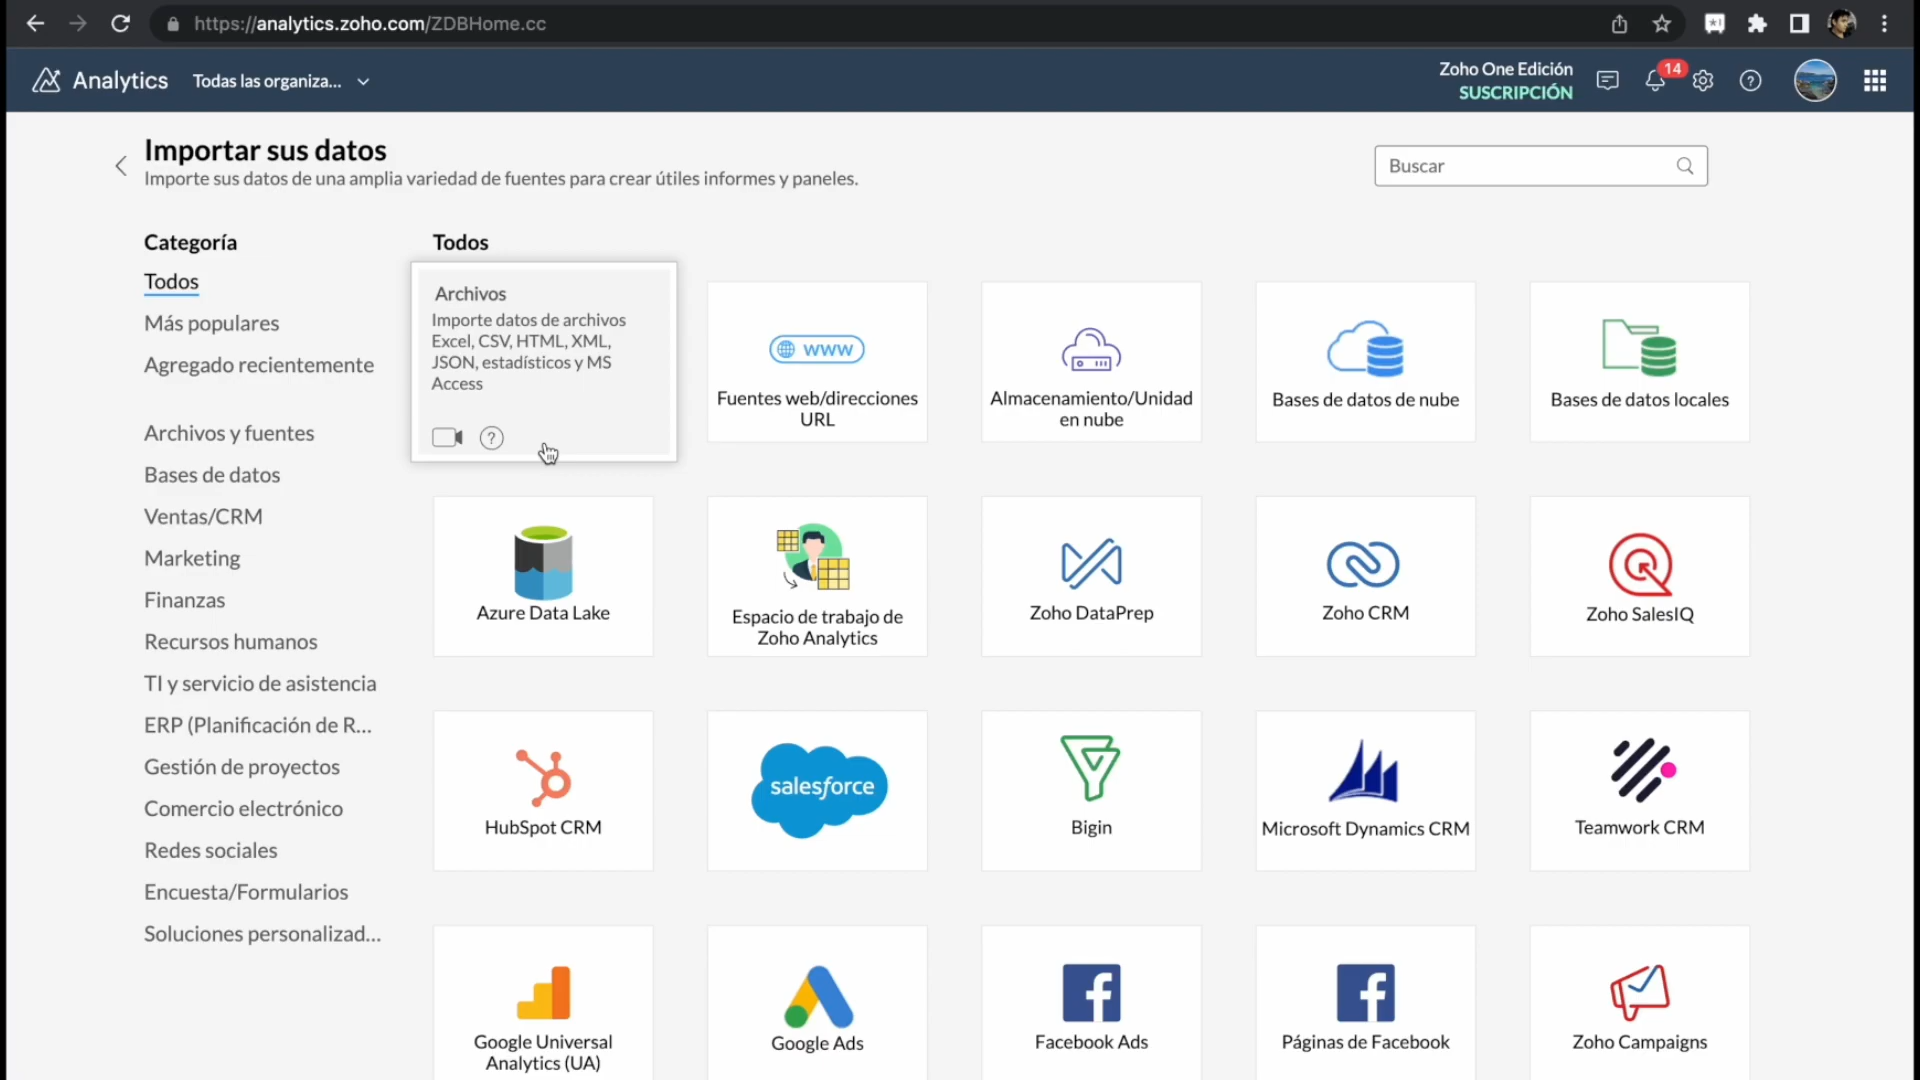 https://analytics.zoho.com/ZDBHome.cc
Analytics
Todas las organiza...
Zoho One Edición
SUSCRIPCIÓN
14
Importar sus datos
Importe sus datos de una amplia variedad de fuentes para crear útiles informes y paneles.
Buscar
Categoría
Todos
Más populares
Agregado recientemente
Archivos y fuentes
Bases de datos
Ventas/CRM
Marketing
Finanzas
Recursos humanos
TI y servicio de asistencia
ERP (Planificación de R...
Gestión de proyectos
Comercio electrónico
Redes sociales
Encuesta/Formularios
Soluciones personalizad...
Todos
Archivos
Importe datos de archivos
Excel, CSV, HTML, XML,
JSON, estadísticos y MS
Access
?
www
Fuentes web/direcciones
URL
Almacenamiento/Unidad
en nube
Bases de datos de nube
Bases de datos locales
Azure Data Lake
Espacio de trabajo de
Zoho Analytics
Zoho DataPrep
Zoho CRM
Zoho SalesIQ
HubSpot CRM
salesforce
Bigin
Microsoft Dynamics CRM
Teamwork CRM
Google Universal
Analytics (UA)
Google Ads
Facebook Ads
Páginas de Facebook
Zoho Campaigns